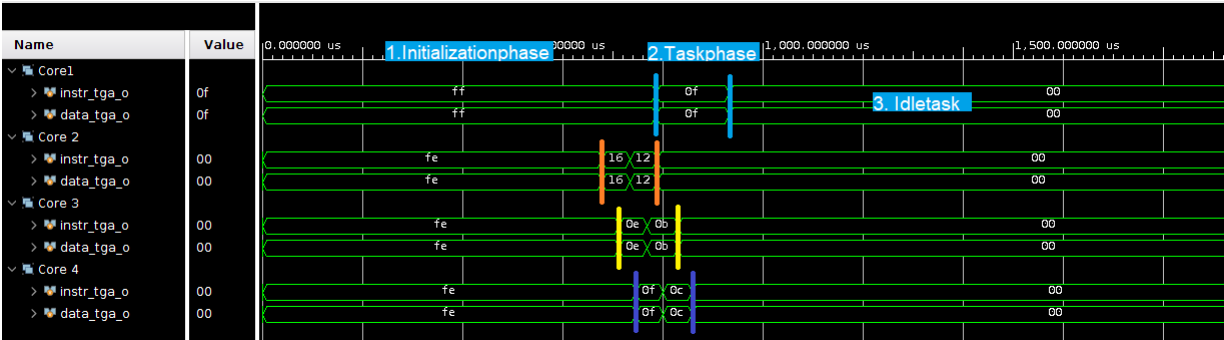 Name Value
0.000000 us 1.Initializationphase 00000 us 2.Taskphase 1,000.000000 us 1,500.000000 us
Core1
instr_tga_o 0f ff 0f 00
data_tga_o 0f ff 0f 3. Idletask 00
Core 2
instr_tga_o 00 fe 16 12 00
data_tga_o 00 fe 16 12 00
Core 3
instr_tga_o 00 fe 0e 0b 00
data_tga_o 00 fe 0e 0b 00
Core 4
instr_tga_o 00 fe 0f 0c 00
data_tga_o 00 fe 0f 0c 00